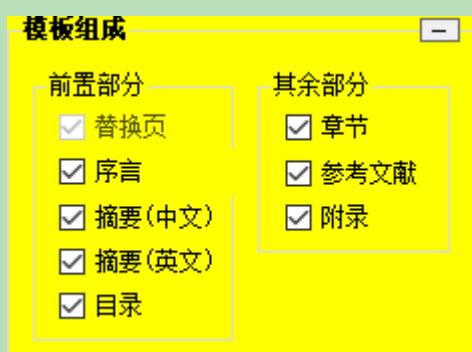 模板组成
前置部分
替换页
序言
摘要(中文)
摘要(英文)
目录
其余部分
章节
参考文献
附录